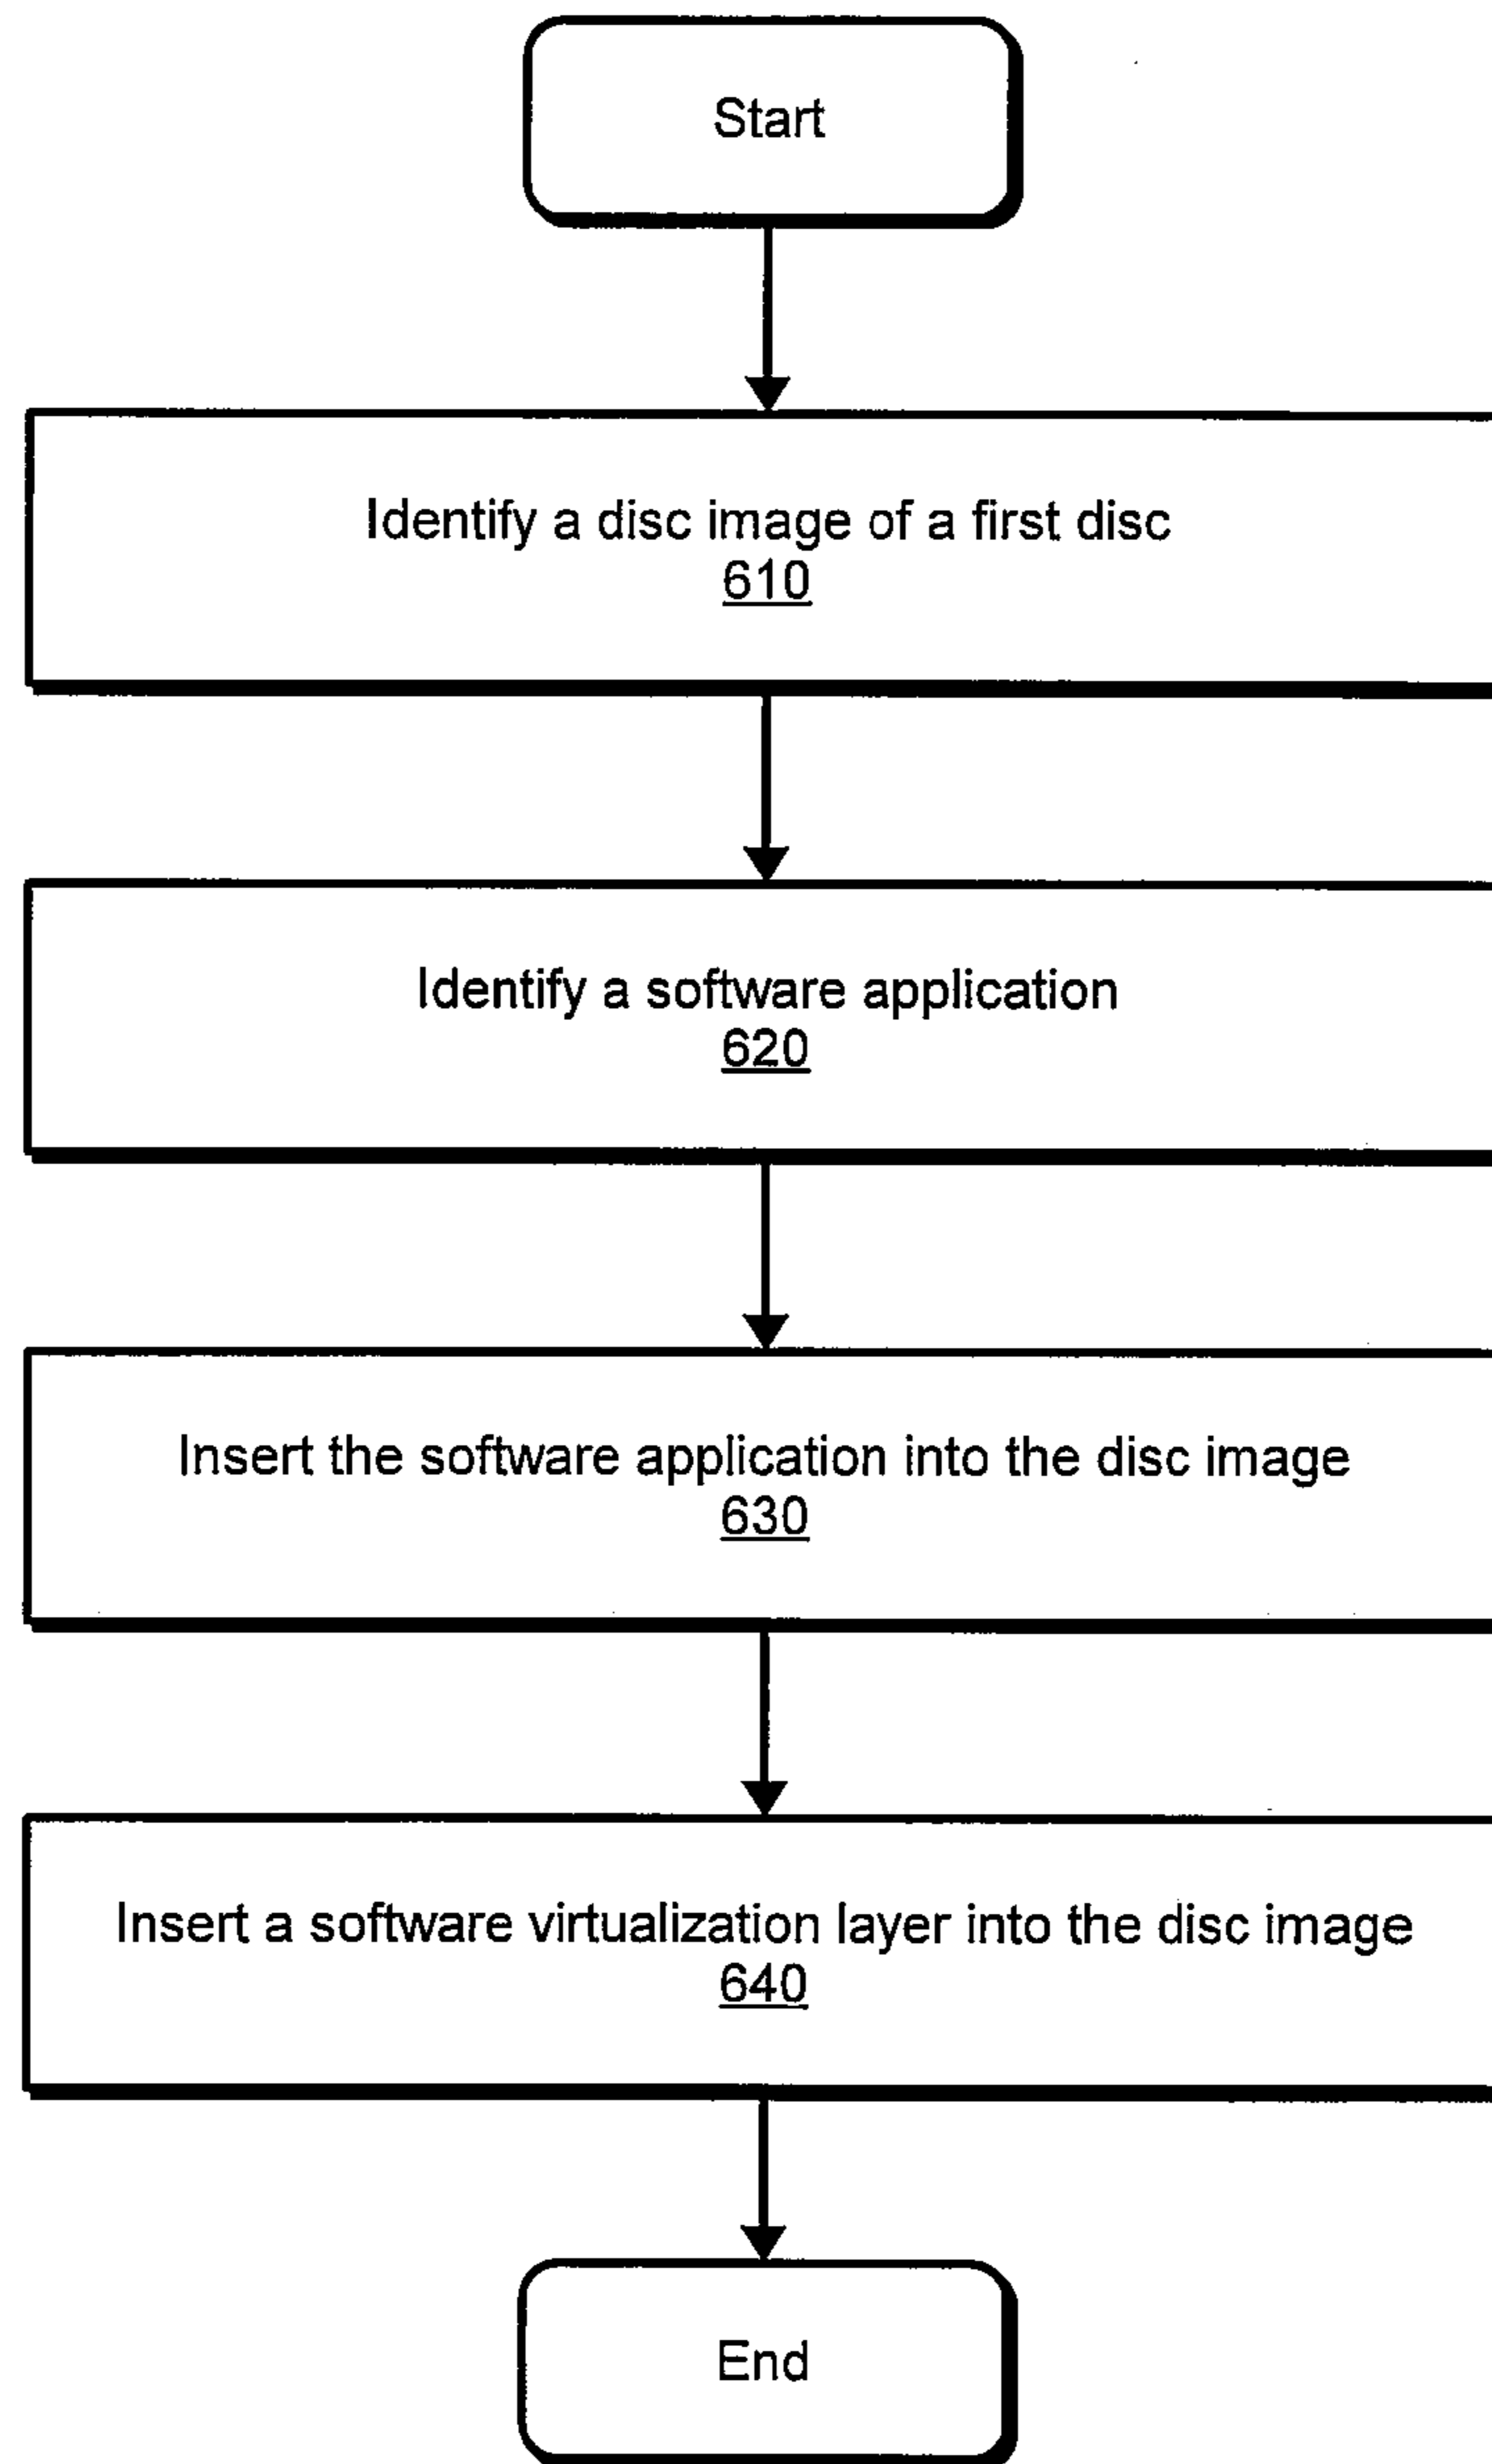 Start
Identify a disc image of a first disc
610
Identify a software application
620
Insert the software application into the disc image
630
Insert a software virtualization layer into the disc image
640
End